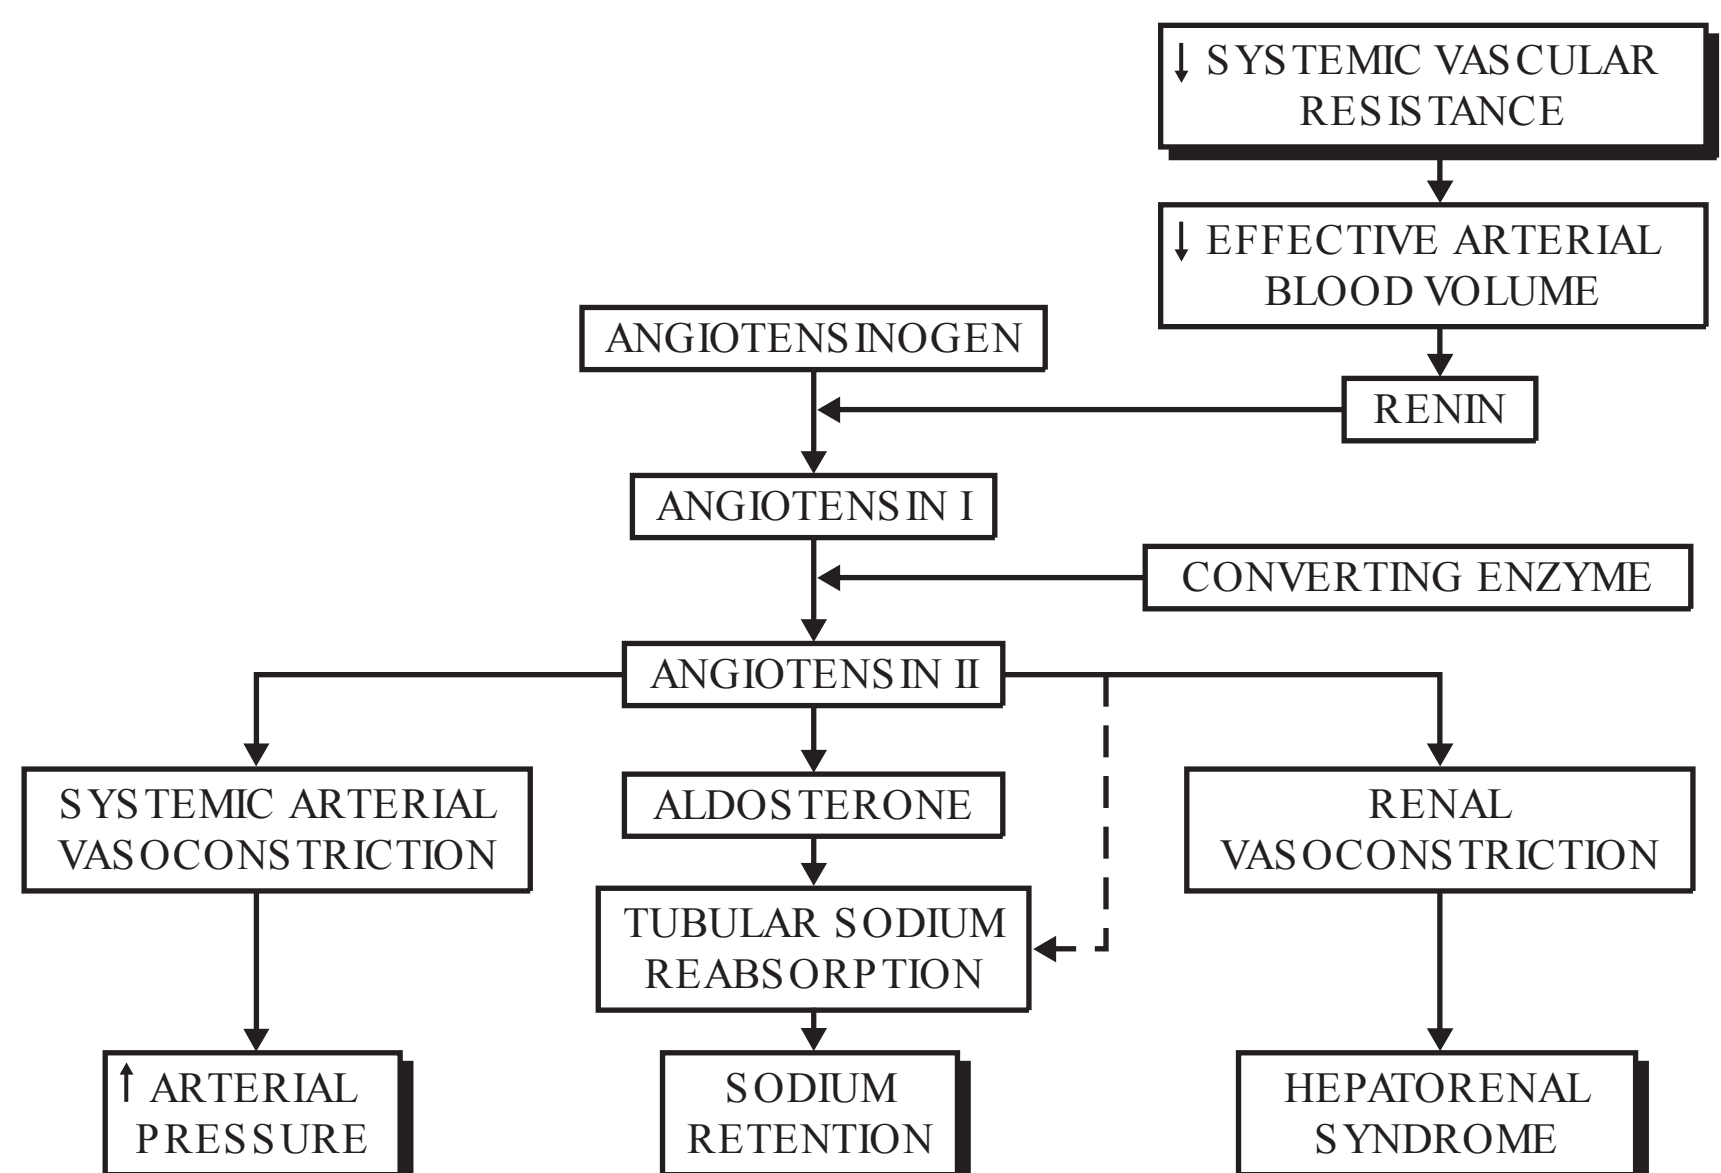 ↓ SYSTEMIC VASCULAR
RESISTANCE
↓ EFFECTIVE ARTERIAL
BLOOD VOLUME
ANGIOTENSINOGEN
RENIN
ANGIOTENSIN I
CONVERTING ENZYME
ANGIOTENSIN II
SYSTEMIC ARTERIAL
VASOCONSTRICTION
ALDOSTERONE
RENAL
VASOCONSTRICTION
TUBULAR SODIUM
REABSORPTION
↑ ARTERIAL
PRESSURE
SODIUM
RETENTION
HEPATORENAL
SYNDROME